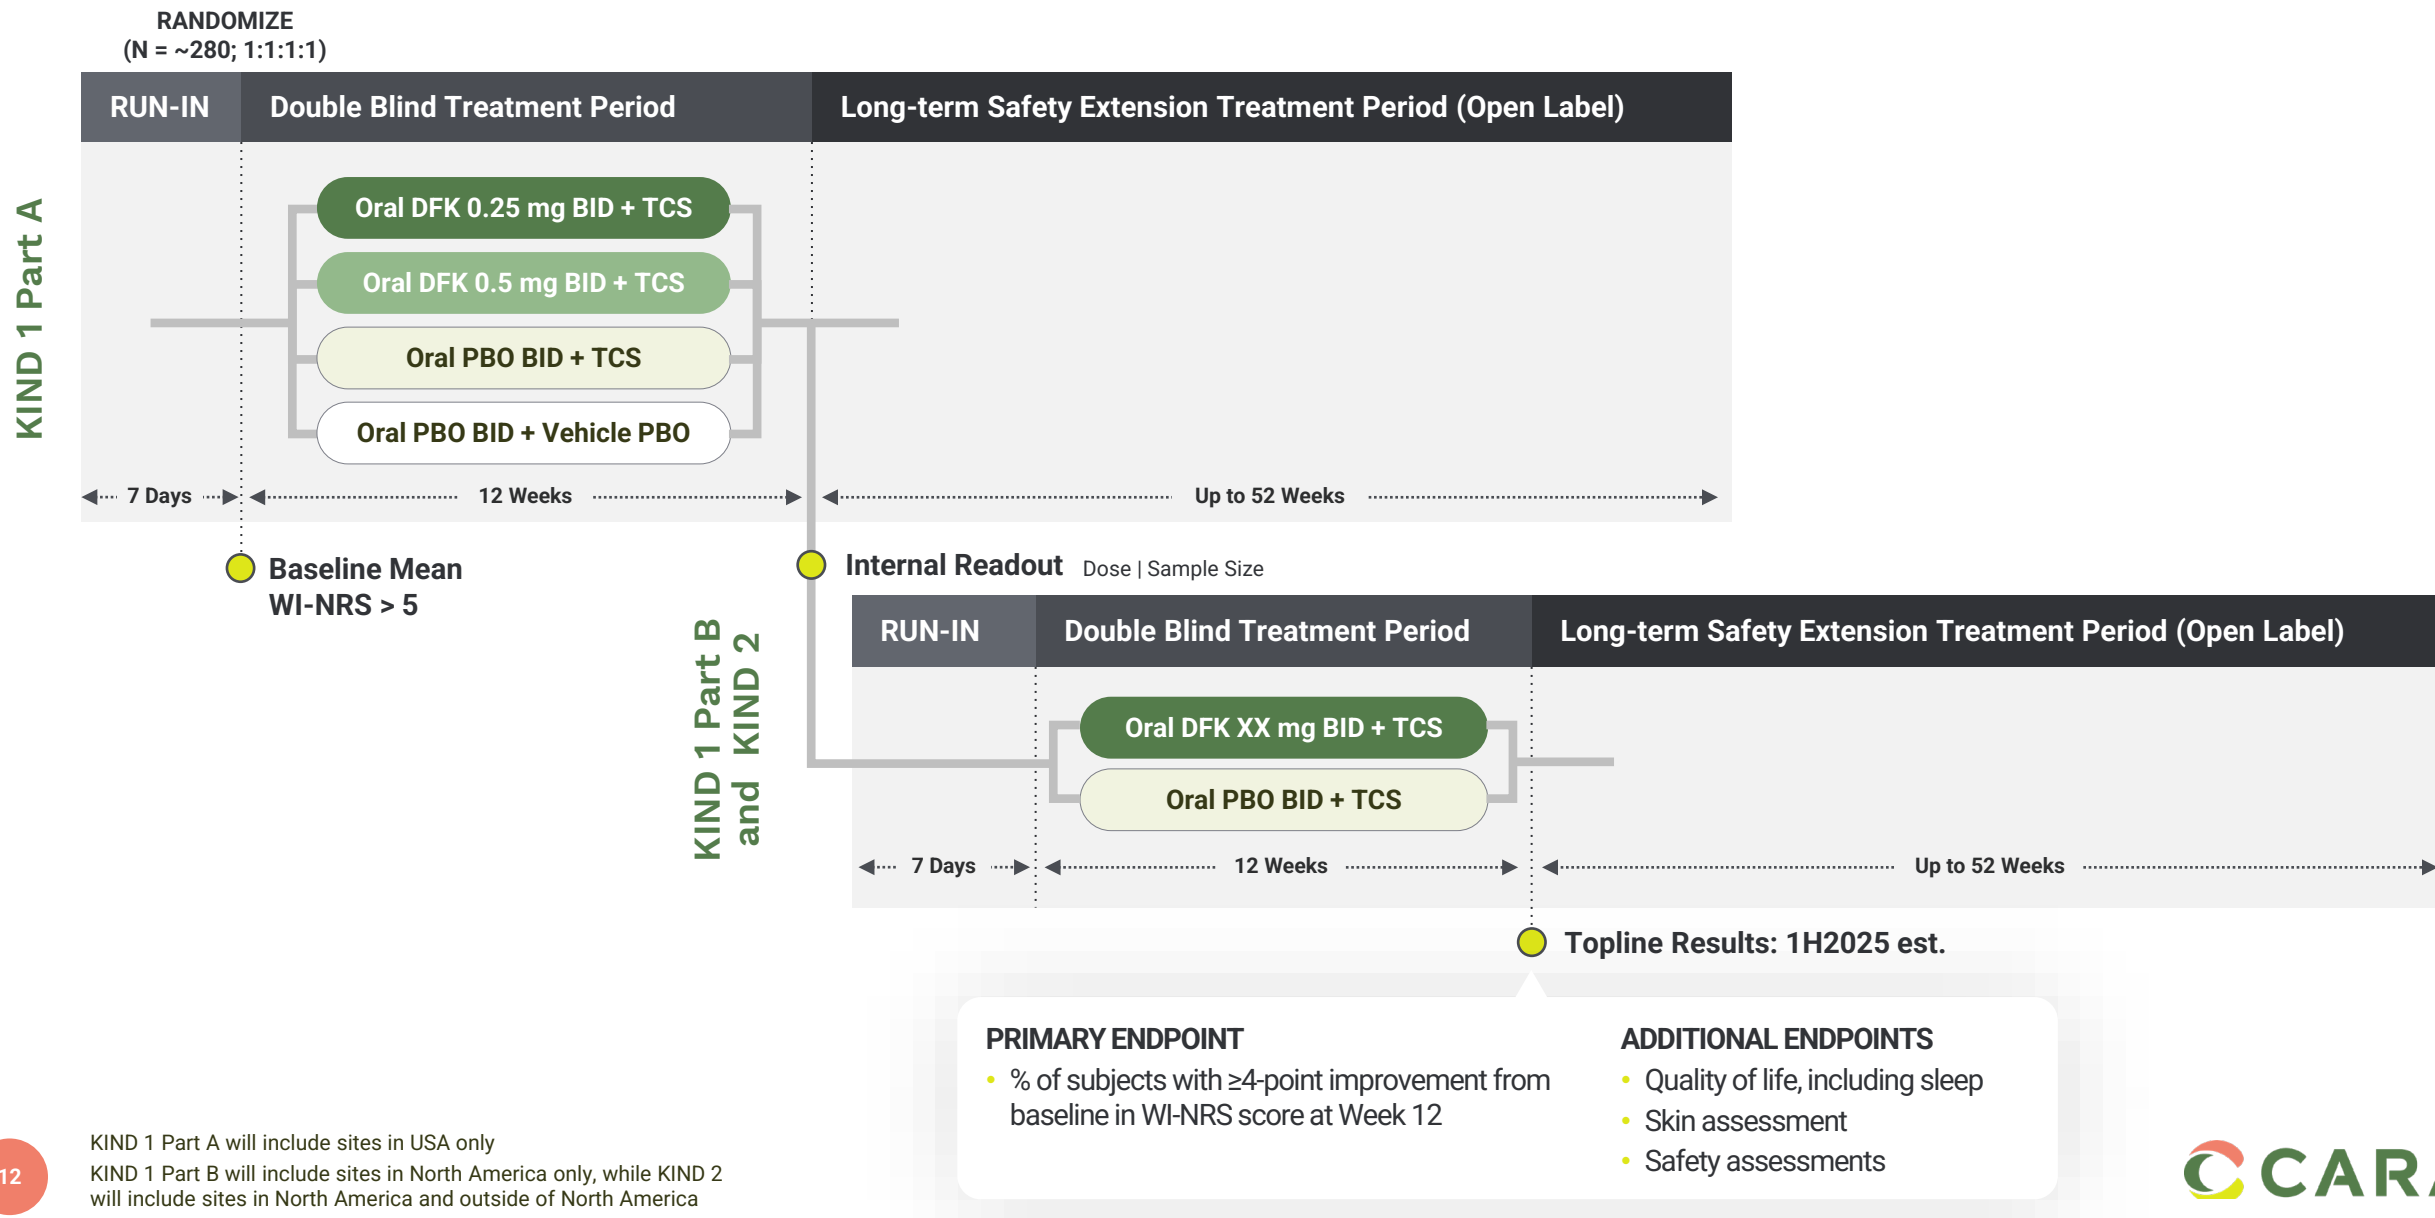 RANDOMIZE
(N = ~280; 1:1:1:1)
RUN-IN
Double Blind Treatment Period
Long-term Safety Extension Treatment Period (Open Label)
KIND 1 Part A
Oral DFK 0.25 mg BID + TCS
Oral DFK 0.5 mg BID + TCS
Oral PBO BID + TCS
Oral PBO BID + Vehicle PBO
7 Days
12 Weeks
Up to 52 Weeks
Baseline Mean
WI-NRS > 5
Internal Readout Dose | Sample Size
KIND 1 Part B
and KIND 2
RUN-IN
Double Blind Treatment Period
Long-term Safety Extension Treatment Period (Open Label)
Oral DFK XX mg BID + TCS
Oral PBO BID + TCS
7 Days
12 Weeks
Up to 52 Weeks
Topline Results: 1H2025 est.
PRIMARY ENDPOINT
• % of subjects with ≥4-point improvement from
baseline in WI-NRS score at Week 12
ADDITIONAL ENDPOINTS
• Quality of life, including sleep
• Skin assessment
• Safety assessments
12
KIND 1 Part A will include sites in USA only
KIND 1 Part B will include sites in North America only, while KIND 2
will include sites in North America and outside of North America
CARA